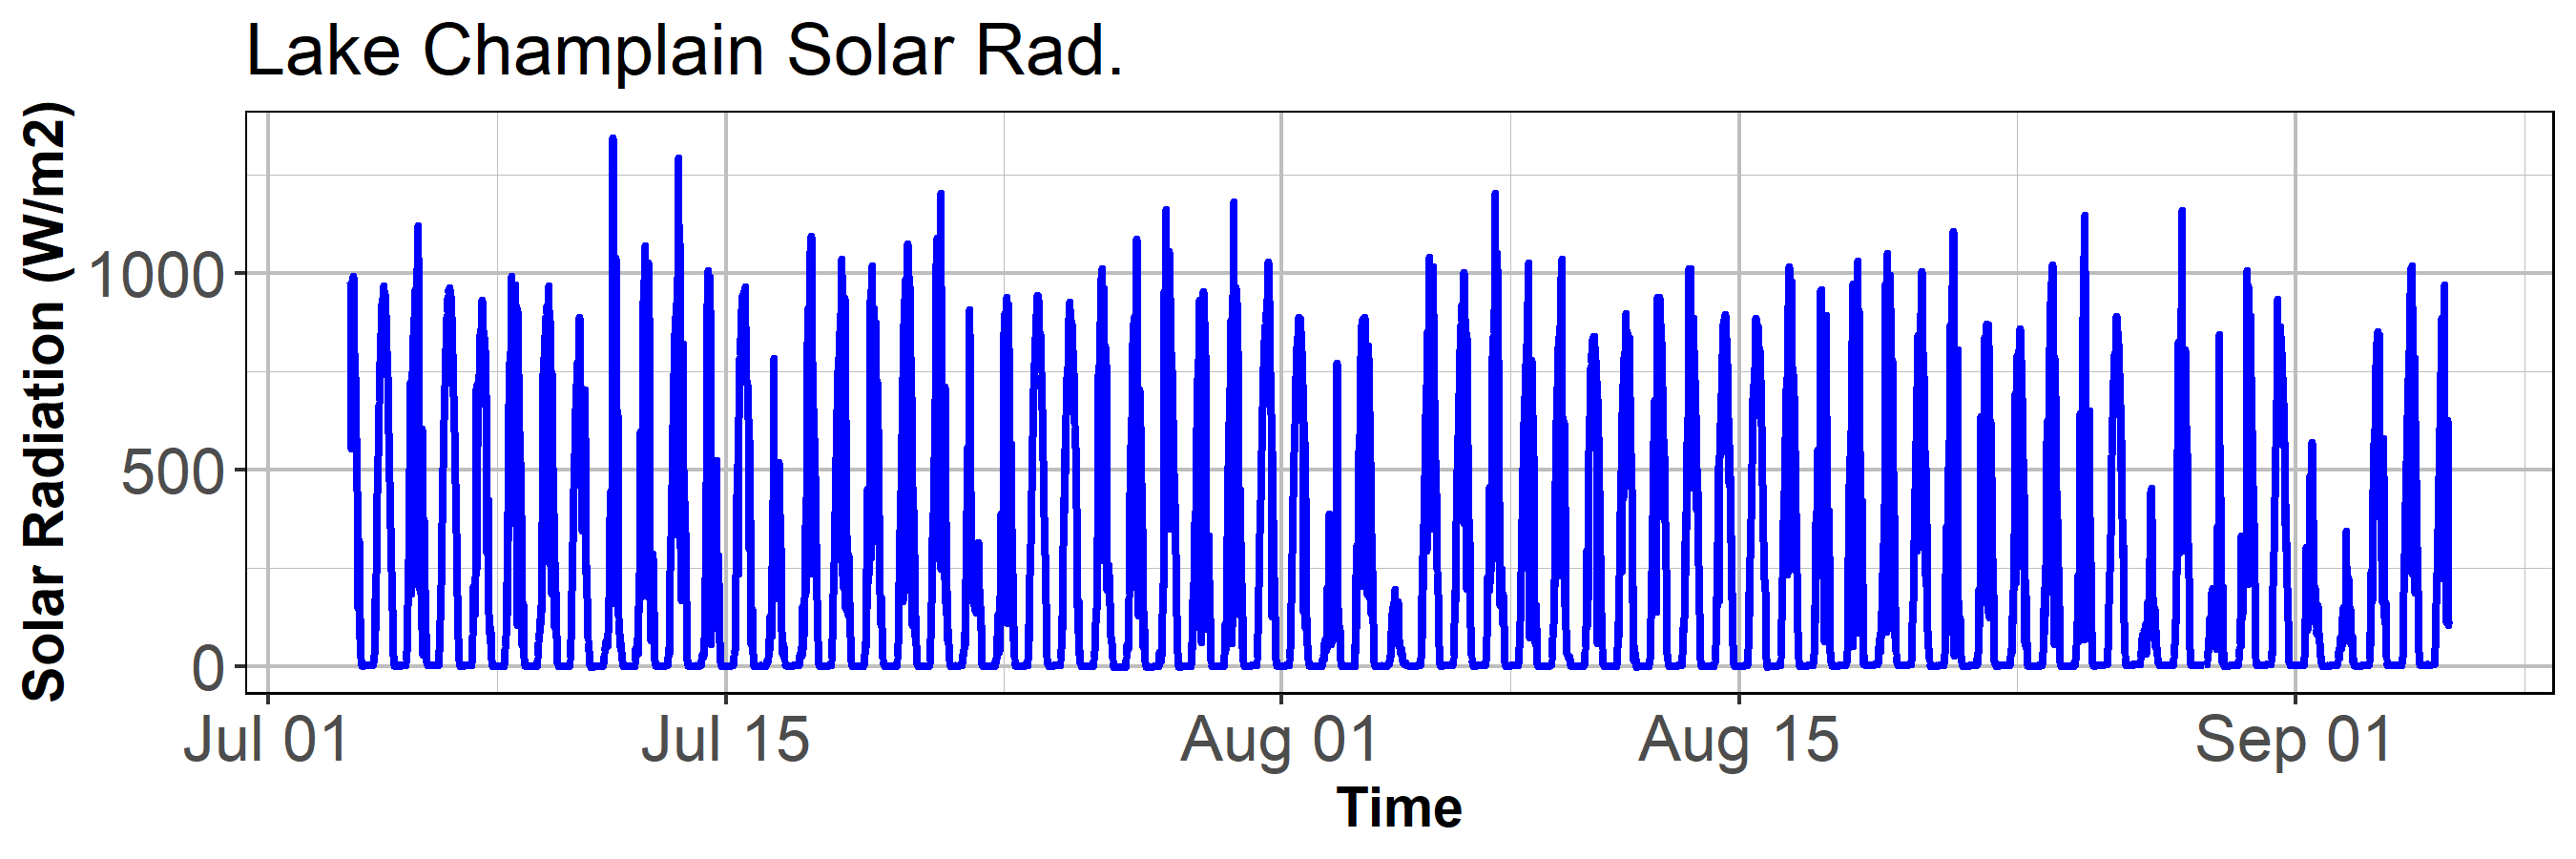 Lake Champlain Solar Rad.
Solar Radiation (W/m2)
1000
500
0
Jul 01
Jul 15
Aug 01
Aug 15
Sep 01
Time